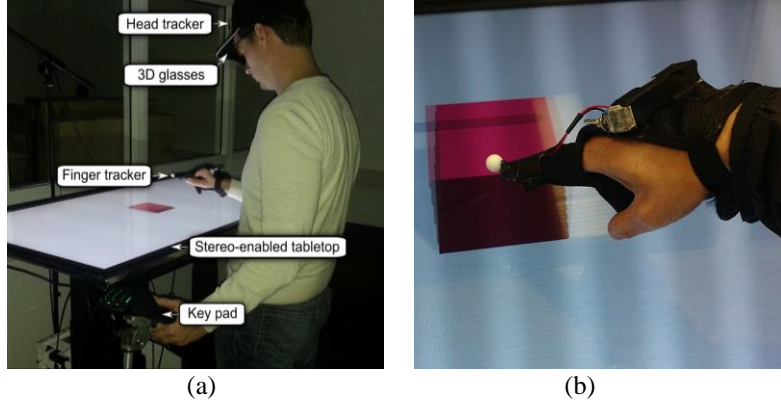 Head tracker
3D glasses
Finger tracker
Stereo-enabled tabletop
Key pad
(a)
(b)